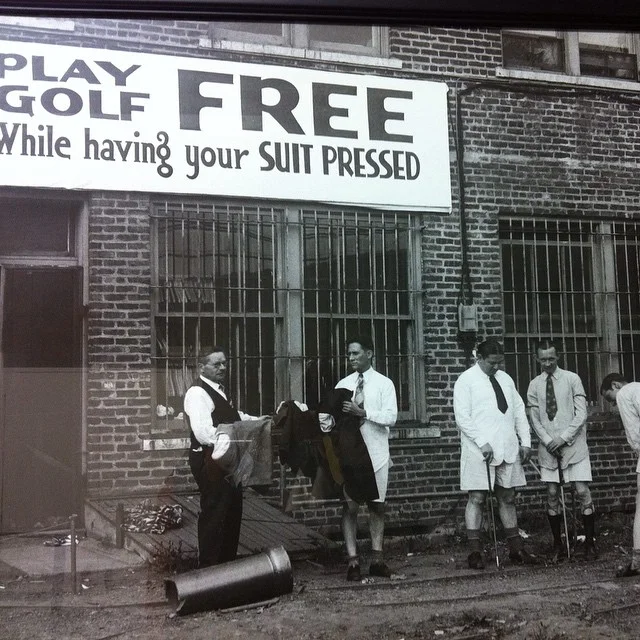 PLAY GOLF FREE
While having your SUIT PRESSED